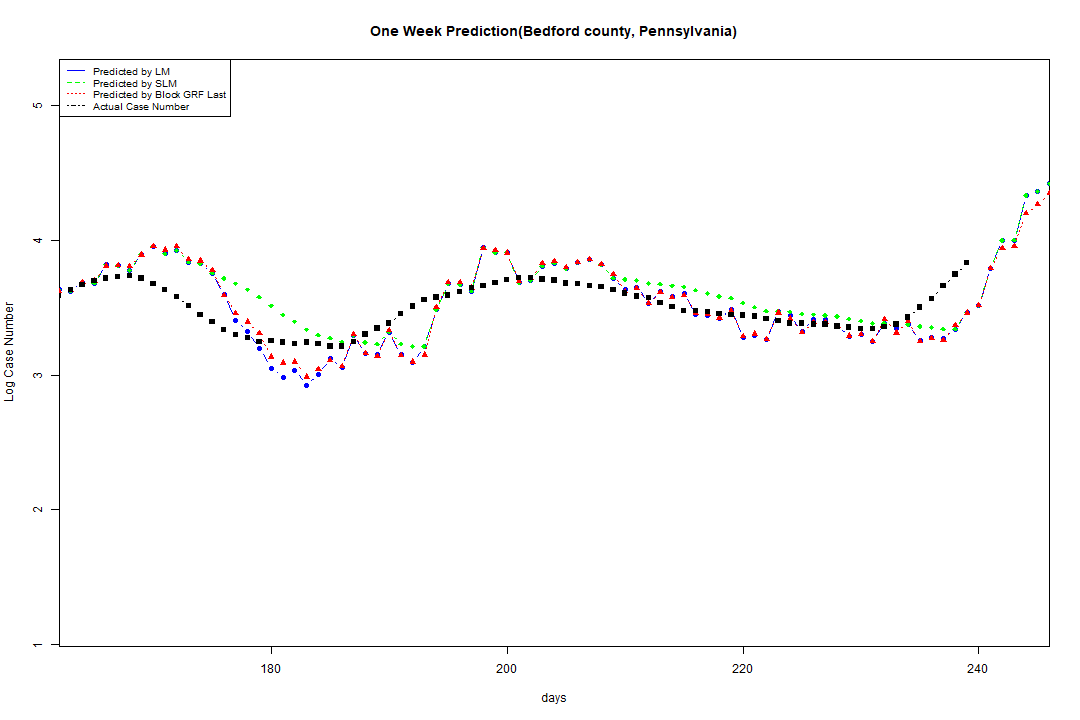 One Week Prediction(Bedford county, Pennsylvania)
Predicted by LM
Predicted by SLM
Predicted by Block GRF Last
Actual Case Number
5
4
3
2
1
Log Case Number
180 200 220 240
days